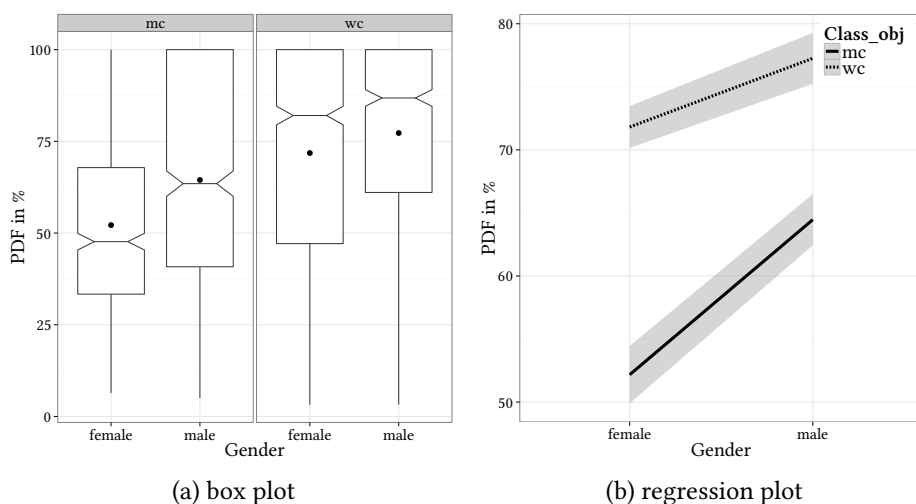 mc wc
100
75
50
25
0
PDF in %
female male female male
Gender
(a) box plot
80
70
60
50
PDF in %
Class_obj
mc
wc
female male
Gender
(b) regression plot